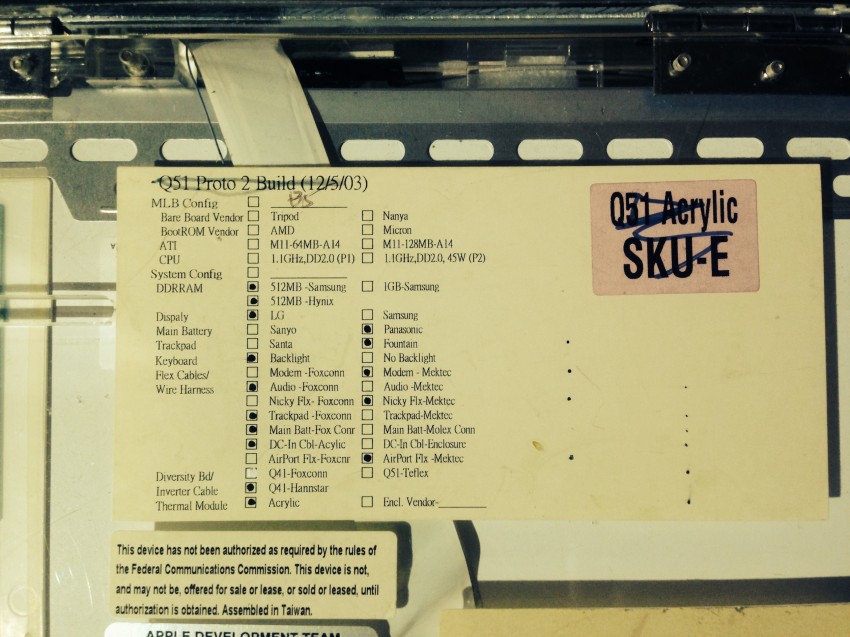 Q51 Proto 2 Build (12/5/03)
MLB Config
Bare Board Vendor Tripod Nanya
BootROM Vendor AMD Micron
ATI M11-64MB-A14 M11-128MB-A14
CPU 1.1GHz,DD2.0 (P1) 1.1GHz,DD2.0, 45W (P2)
System Config
DDRRAM 512MB -Samsung 1GB-Samsung
512MB -Hynix
Dispaly LG Samsung
Main Battery Sanyo Panasonic
Trackpad Santa Fountain
Keyboard Backlight No Backlight
Flex Cables/ Modem -Foxconn Modem - Mektec
Wire Harness Audio -Foxconn Audio -Mektec
Nicky Flx- Foxconn Nicky Flx-Mektec
Trackpad -Foxconn Trackpad-Mektec
Main Batt-Fox Conr Main Batt-Molex Conn
DC-In Cbl-Acylic DC-In Cbl-Enclosure
AirPort Flx-Foxcnr AirPort Flx -Mektec
Diversity Bd/ Q41-Foxconn Q51-Teflex
Inverter Cable Q41-Hannstar
Thermal Module Acrylic Encl. Vendor-
Q51 Acrylic
SKU-E
This device has not been authorized as required by the rules of
the Federal Communications Commission. This device is not,
and may not be, offered for sale or lease, or sold or leased, until
authorization is obtained. Assembled in Taiwan.
APPLE DEVELOPMENT TEAM